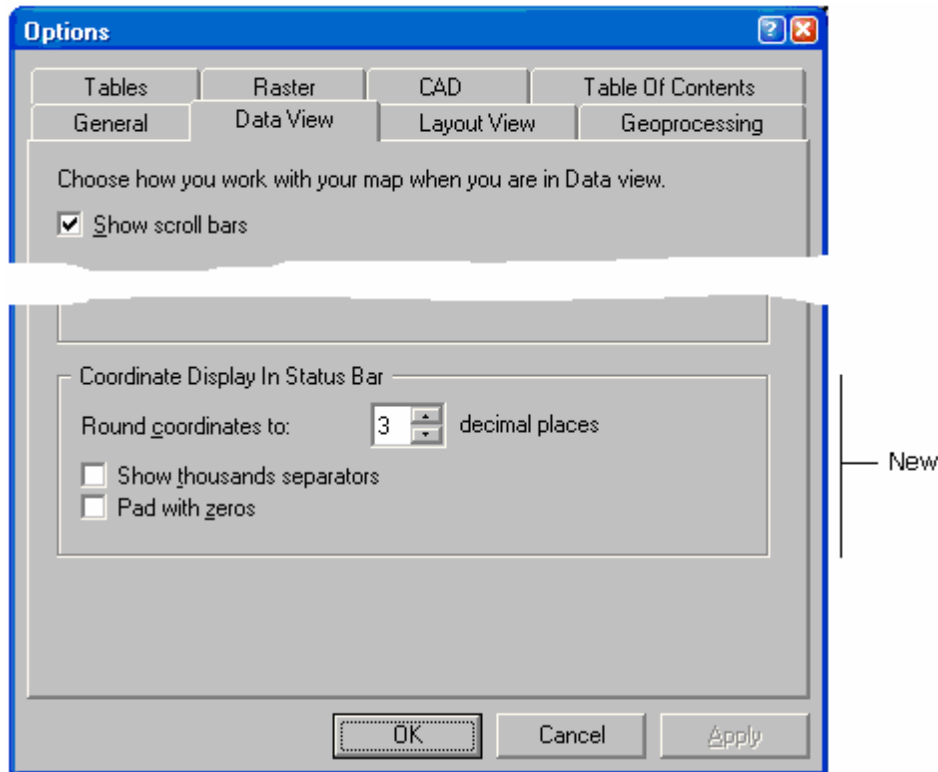 Options
Tables Raster CAD Table Of Contents
General Data View Layout View Geoprocessing
Choose how you work with your map when you are in Data view.
Show scroll bars
Coordinate Display In Status Bar
Round coordinates to: 3 decimal places
New
Show thousands separators
Pad with zeros
OK Cancel Apply